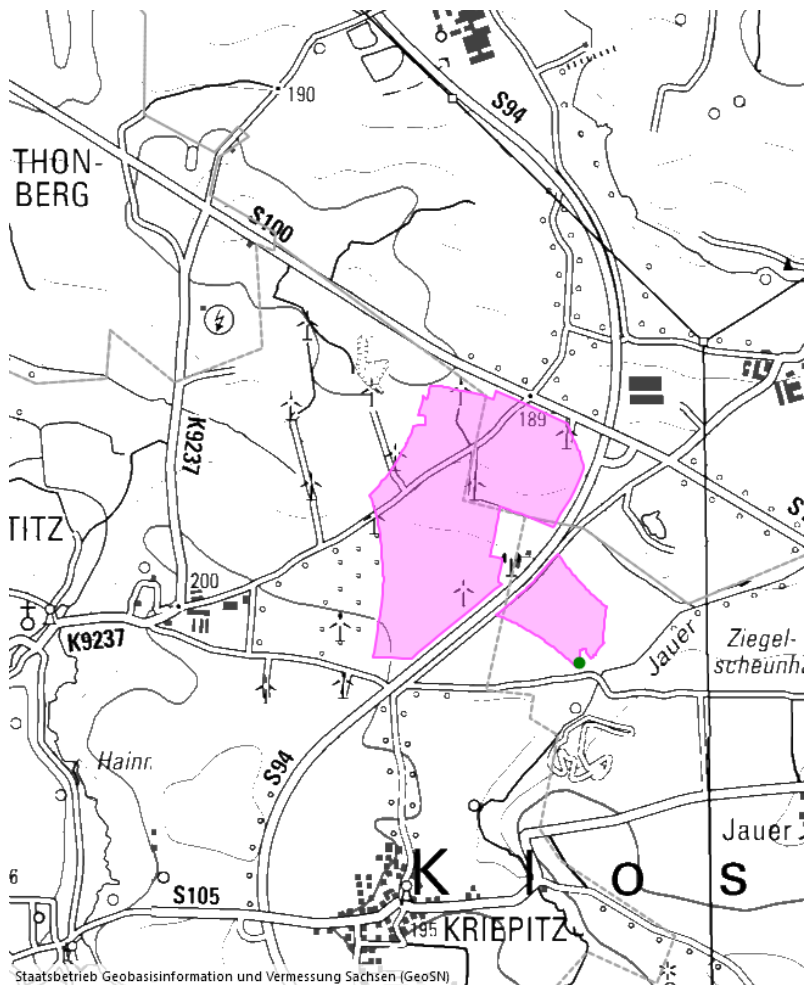 190
S94
THON-
BERG
S100
189
K9237
TITZ
200
K9237
Jauer
Ziegel-
scheunha
Hainr.
S94
Jauer
K I O S
6
S105
195
KRIEPITZ
Staatsbetrieb Geobasisinformation und Vermessung Sachsen (GeoSN)